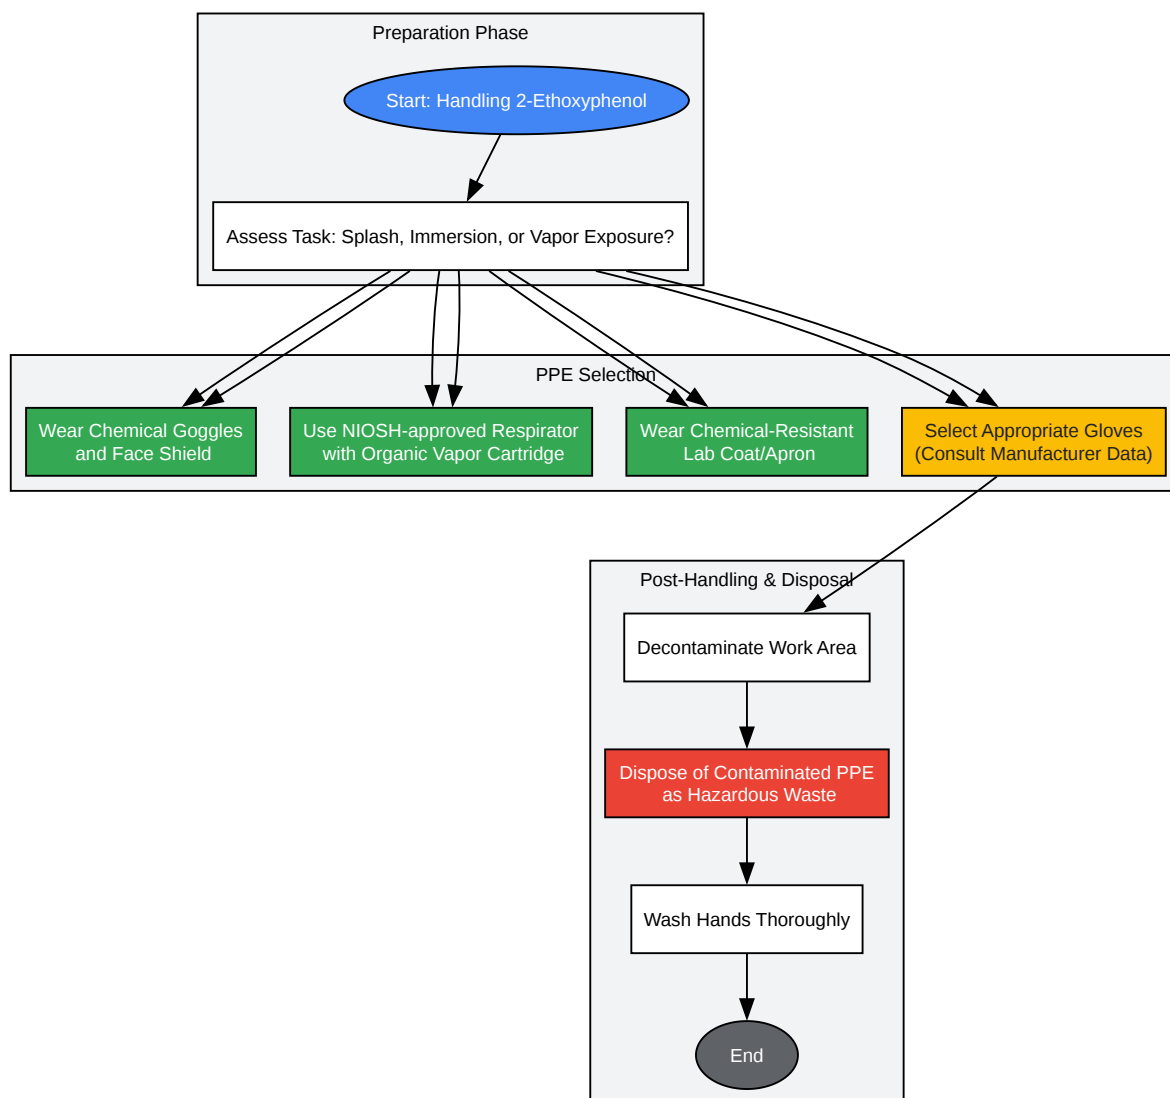 Preparation Phase
Start: Handling 2-Ethoxyphenol
Assess Task: Splash, Immersion, or Vapor Exposure?
PPE Selection
Wear Chemical Goggles
and Face Shield
Use NIOSH-approved Respirator
with Organic Vapor Cartridge
Wear Chemical-Resistant
Lab Coat/Apron
Select Appropriate Gloves
(Consult Manufacturer Data)
Post-Handling & Disposal
Decontaminate Work Area
Dispose of Contaminated PPE
as Hazardous Waste
Wash Hands Thoroughly
End